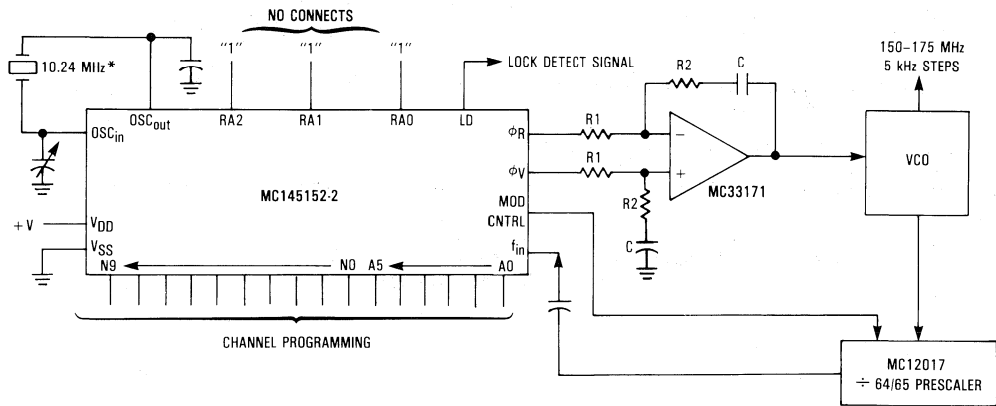 NO CONNECTS
"1" "1" "1"
10.24 MHz*
LOCK DETECT SIGNAL
R2
C
150–175 MHz
5 kHz STEPS
OSCout RA2 RA1 RA0 LD
OSCin
ϕR
R1
−
VCO
MC145152-2
ϕV
R1
+
MC33171
MOD
CNTRL
R2
+V
VDD
fin
C
VSS
N9 N0 A5 A0
CHANNEL PROGRAMMING
MC12017
÷ 64/65 PRESCALER